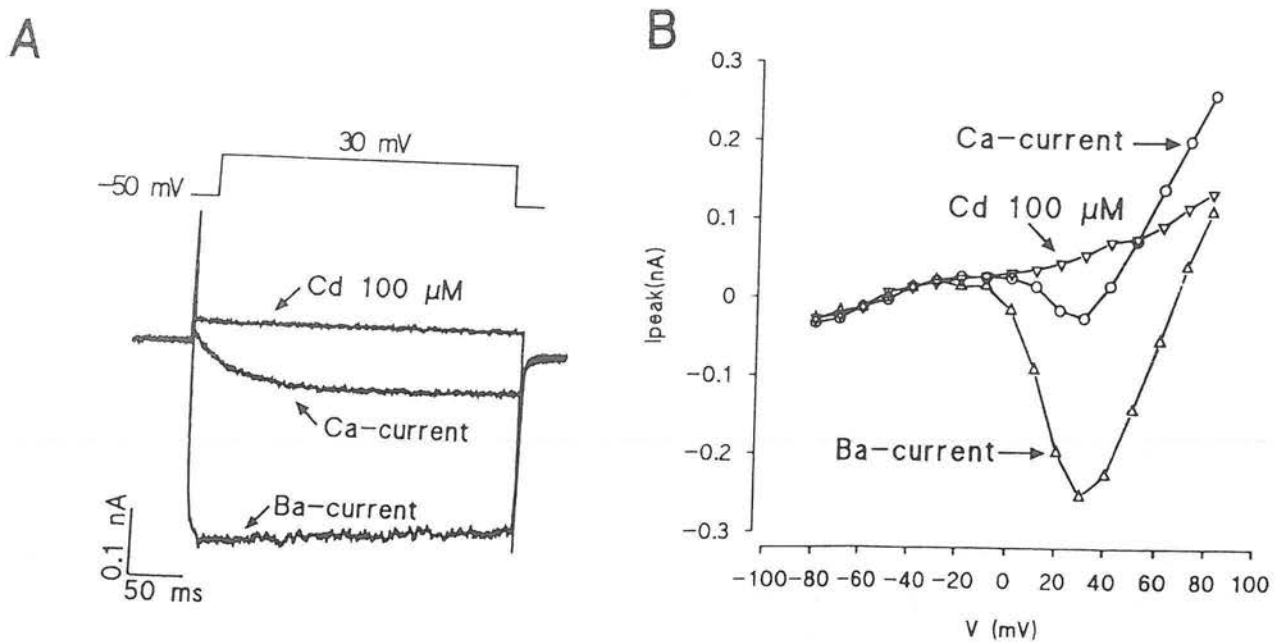 A
30 mV
-50 mV
Cd 100 μM
Ca-current
Ba-current
0.1 nA
50 ms
B
0.3
0.2
0.1
0
-0.1
-0.2
-0.3
Ipeak(nA)
Ca-current
Cd 100 μM
Ba-current
-100 -80 -60 -40 -20 0 20 40 60 80 100
V (mV)